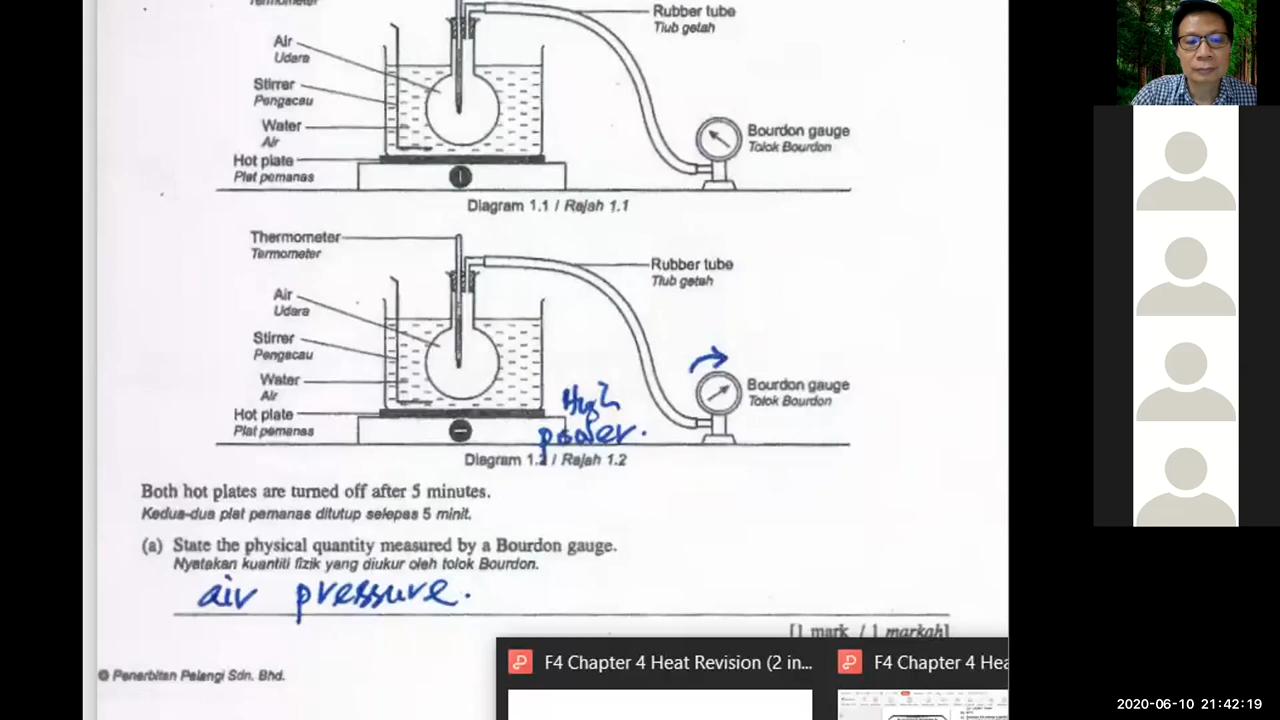 Termometer
Rubber tube
Tiub getah
Air
Udara
Stirrer
Pengacau
Water
Air
Hot plate
Plat pemanas
Bourdon gauge
Tolok Bourdon
Diagram 1.1 / Rajah 1.1
Thermometer
Termometer
Rubber tube
Tiub getah
Air
Udara
Stirrer
Pengacau
Water
Air
Hot plate
Plat pemanas
High
power.
Bourdon gauge
Tolok Bourdon
Diagram 1.2 / Rajah 1.2
Both hot plates are turned off after 5 minutes.
Kedua-dua plat pemanas ditutup selepas 5 minit.
(a) State the physical quantity measured by a Bourdon gauge.
Nyatakan kuantiti fizik yang diukur oleh tolok Bourdon.
air pressure.
[1 mark / 1 markah]
© Penerbitan Pelangi Sdn. Bhd.
F4 Chapter 4 Heat Revision (2 in...
F4 Chapter 4 Hea
2020-06-10 21:42:19